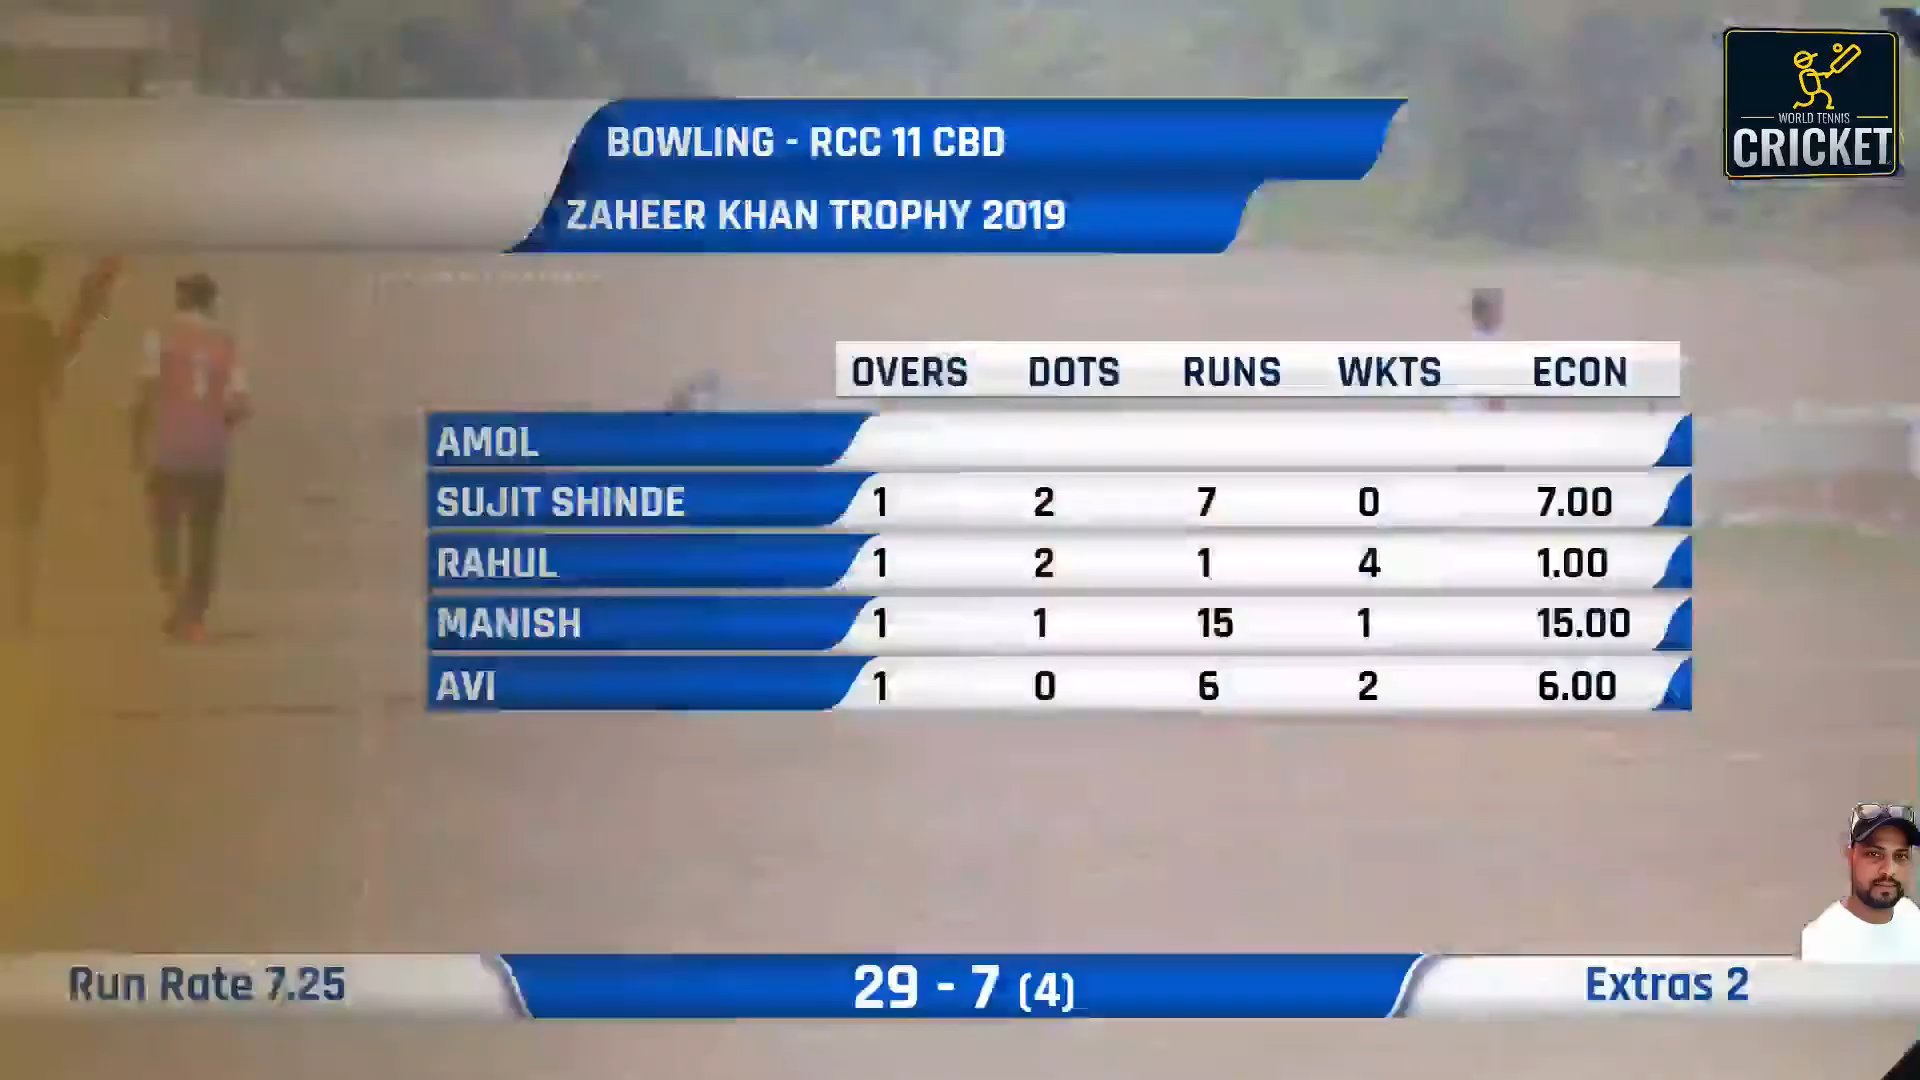 WORLD TENNIS
CRICKET
BOWLING - RCC 11 CBD
ZAHEER KHAN TROPHY 2019
OVERS DOTS RUNS WKTS ECON
AMOL
SUJIT SHINDE 1 2 7 0 7.00
RAHUL 1 2 1 4 1.00
MANISH 1 1 15 1 15.00
AVI 1 0 6 2 6.00
Run Rate 7.25 29 - 7 (4) Extras 2